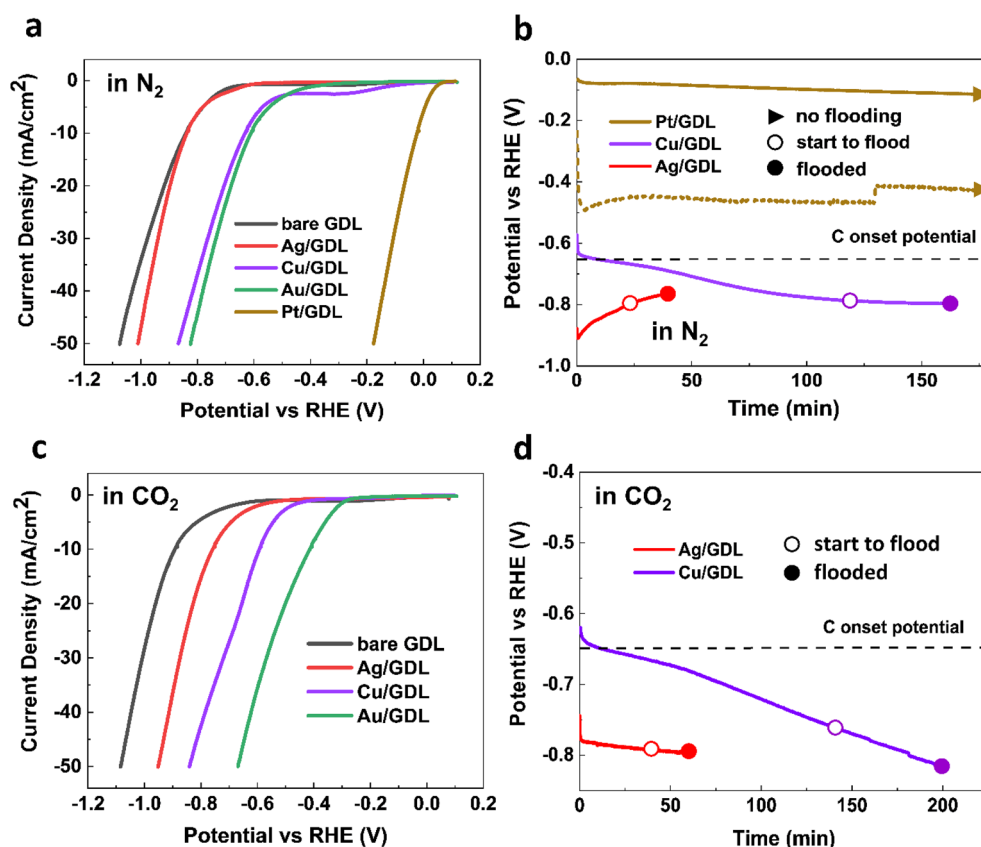 a
in N₂
Current Density (mA/cm²)
0
-10
-20
-30
-40
-50
bare GDL
Ag/GDL
Cu/GDL
Au/GDL
Pt/GDL
-1.2 -1.0 -0.8 -0.6 -0.4 -0.2 0.0 0.2
Potential vs RHE (V)
b
Potential vs RHE (V)
0.0
-0.2
-0.4
-0.6
-0.8
-1.0
Pt/GDL
Cu/GDL
Ag/GDL
no flooding
start to flood
flooded
C onset potential
in N₂
0 50 100 150
Time (min)
c
in CO₂
Current Density (mA/cm²)
0
-10
-20
-30
-40
-50
bare GDL
Ag/GDL
Cu/GDL
Au/GDL
-1.2 -1.0 -0.8 -0.6 -0.4 -0.2 0.0
Potential vs RHE (V)
d
in CO₂
Potential vs RHE (V)
-0.4
-0.5
-0.6
-0.7
-0.8
Ag/GDL
Cu/GDL
start to flood
flooded
C onset potential
0 50 100 150 200
Time (min)